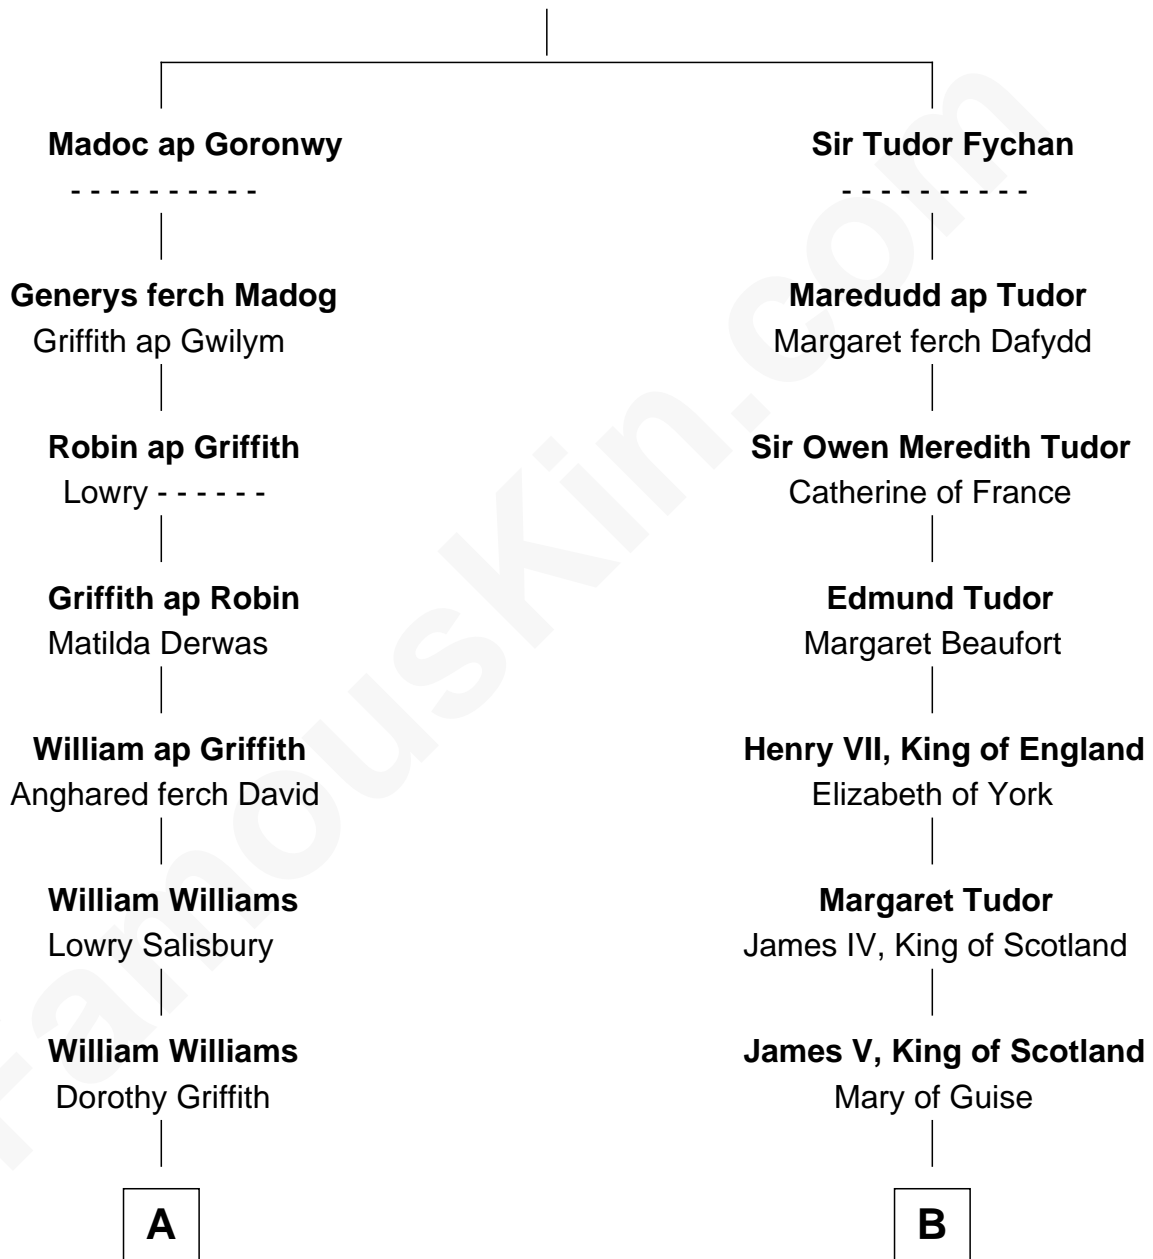 Madoc ap Goronwy
- - - - - - - - - -
Generys ferch Madog
Griffith ap Gwilym
Robin ap Griffith
Lowry - - - - - -
Griffith ap Robin
Matilda Derwas
William ap Griffith
Anghared ferch David
William Williams
Lowry Salisbury
William Williams
Dorothy Griffith
A
Sir Tudor Fychan
- - - - - - - - - -
Maredudd ap Tudor
Margaret ferch Dafydd
Sir Owen Meredith Tudor
Catherine of France
Edmund Tudor
Margaret Beaufort
Henry VII, King of England
Elizabeth of York
Margaret Tudor
James IV, King of Scotland
James V, King of Scotland
Mary of Guise
B
FamousKin.com